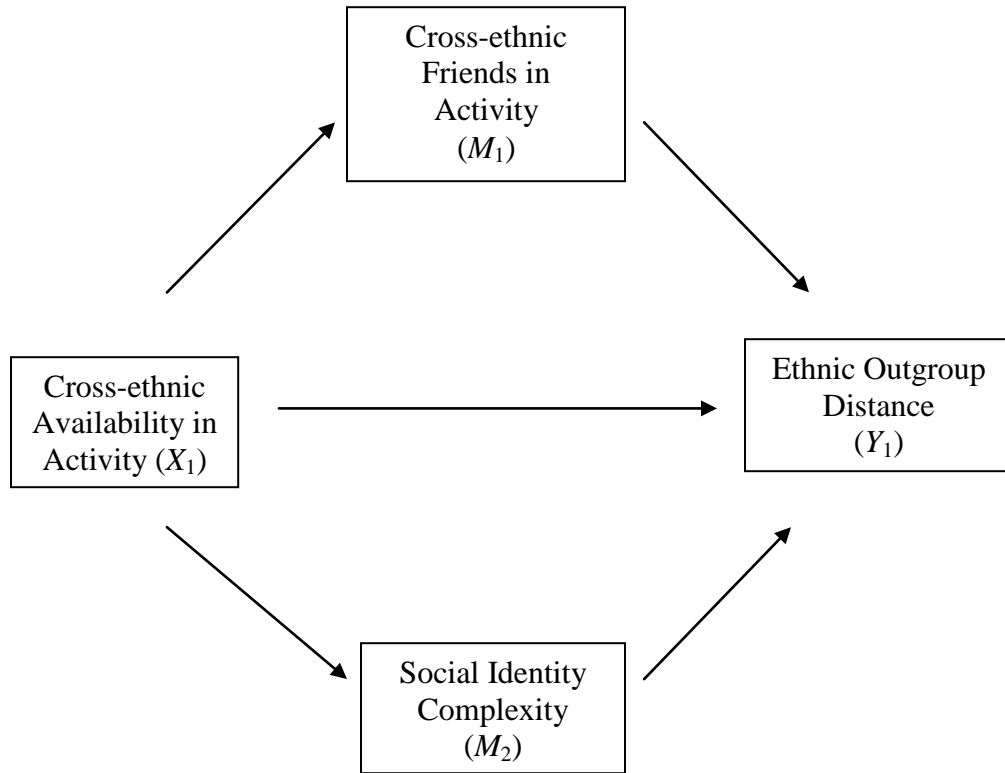 Cross-ethnic
Friends in
Activity
(M₁)
Cross-ethnic
Availability in
Activity (X₁)
Ethnic Outgroup
Distance
(Y₁)
Social Identity
Complexity
(M₂)